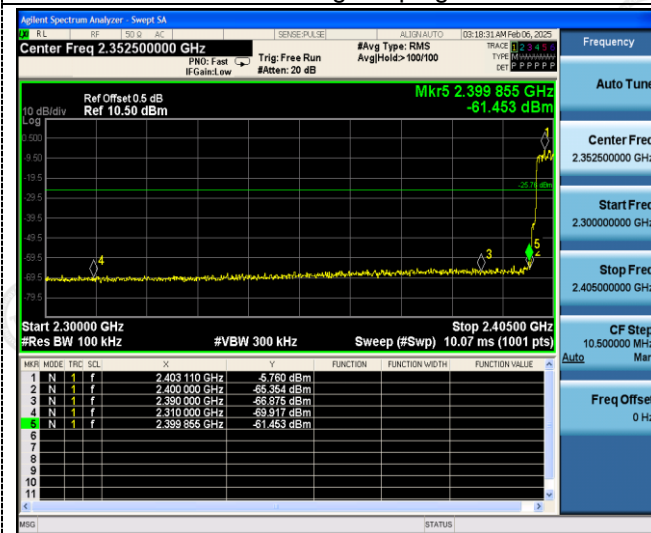 Agilent Spectrum Analyzer - Swept SA
RL RF 50 Ω AC SENSE:PULSE ALIGNAUTO 03:18:31 AM Feb 06, 2025
Center Freq 2.352500000 GHz #Avg Type: RMS TRACE 1 2 3 4 5 6
PNO: Fast Trig: Free Run Avg|Hold:> 100/100 TYPE
IFGain:Low #Atten: 20 dB DET P P P P P P
Mkr5 2.399 855 GHz
-61.453 dBm
Ref Offset 0.5 dB
10 dB/div Ref 10.50 dBm
Log
0.500
-9.50
-19.5
-25.76 dBm
-29.5
-39.5
-49.5
-59.5
-69.5
-79.5
1
2
3
4
5
Start 2.30000 GHz Stop 2.40500 GHz
#Res BW 100 kHz #VBW 300 kHz Sweep (#Swp) 10.07 ms (1001 pts)
MKR MODE TRC SCL X Y FUNCTION FUNCTION WIDTH FUNCTION VALUE
1 N 1 f 2.403 110 GHz -5.760 dBm
2 N 1 f 2.400 000 GHz -65.354 dBm
3 N 1 f 2.390 000 GHz -66.875 dBm
4 N 1 f 2.310 000 GHz -69.917 dBm
5 N 1 f 2.399 855 GHz -61.453 dBm
6
7
8
9
10
11
MSG STATUS
Frequency
Auto Tune
Center Freq
2.352500000 GHz
Start Freq
2.300000000 GHz
Stop Freq
2.405000000 GHz
CF Step
10.500000 MHz
Auto Man
Freq Offset
0 Hz